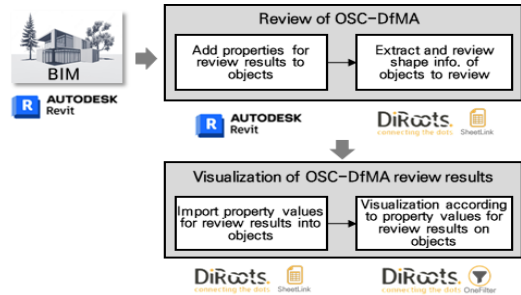 Review of OSC-DfMA
BIM
Add properties for
review results to
objects
Extract and review
shape info. of
objects to review
R AUTODESK
Revit
R AUTODESK
Revit
DiRoots.
connecting the dots
SheetLink
Visualization of OSC-DfMA review results
Import property values
for review results into
objects
Visualization according
to property values for
review results on
objects
DiRoots.
connecting the dots
SheetLink
DiRoots.
connecting the dots
OneFilter